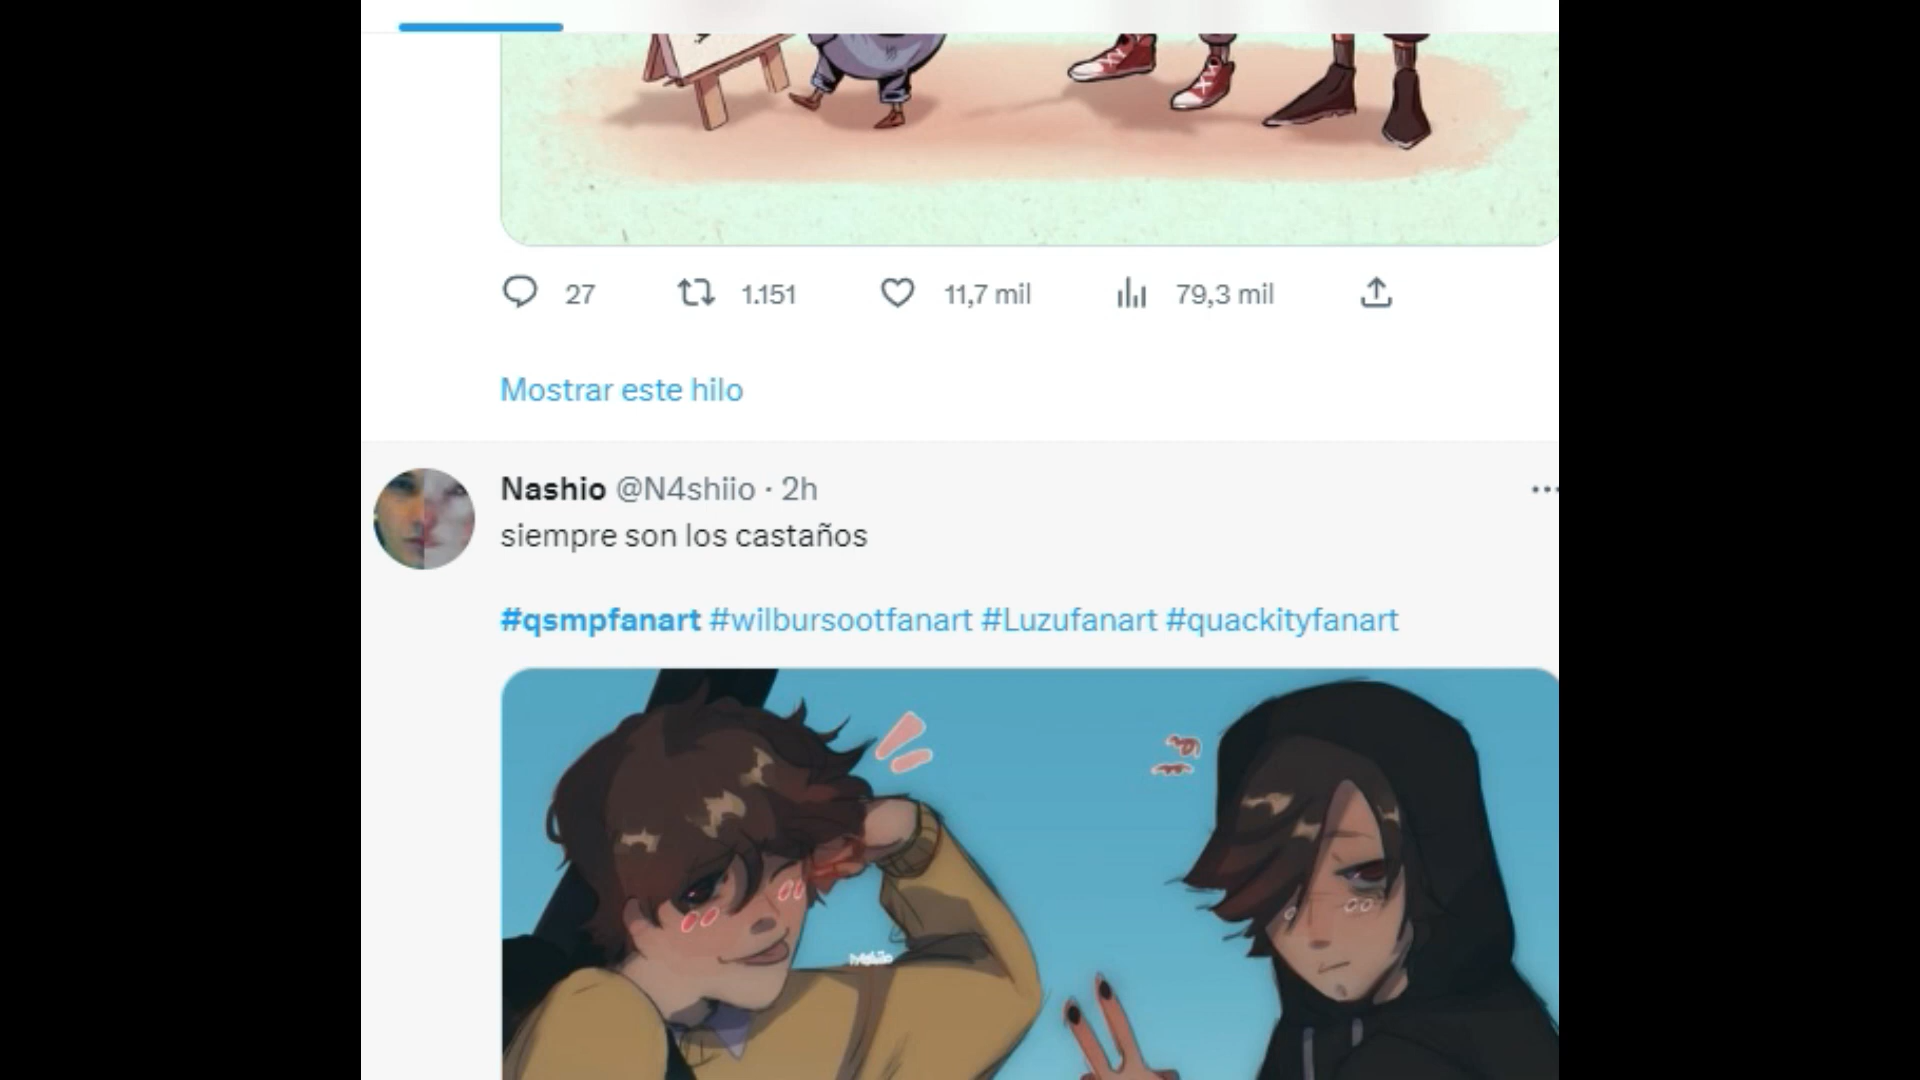 27 1.151 11,7 mil 79,3 mil
Mostrar este hilo
Nashio @N4shiio · 2h
siempre son los castaños
#qsmpfanart #wilbursootfanart #Luzufanart #quackityfanart